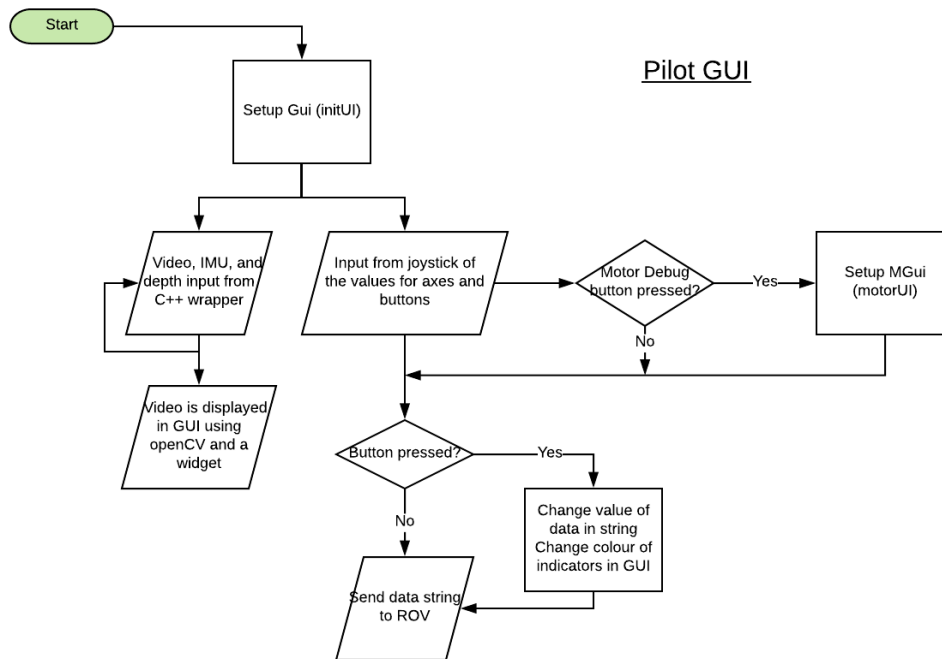 Start
Pilot GUI
Setup Gui (initUI)
Video, IMU, and
depth input from
C++ wrapper
Input from joystick of
the values for axes and
buttons
Motor Debug
button pressed?
Yes
Setup MGui
(motorUI)
No
Video is displayed
in GUI using
openCV and a
widget
Button pressed?
Yes
No
Change value of
data in string
Change colour of
indicators in GUI
Send data string
to ROV